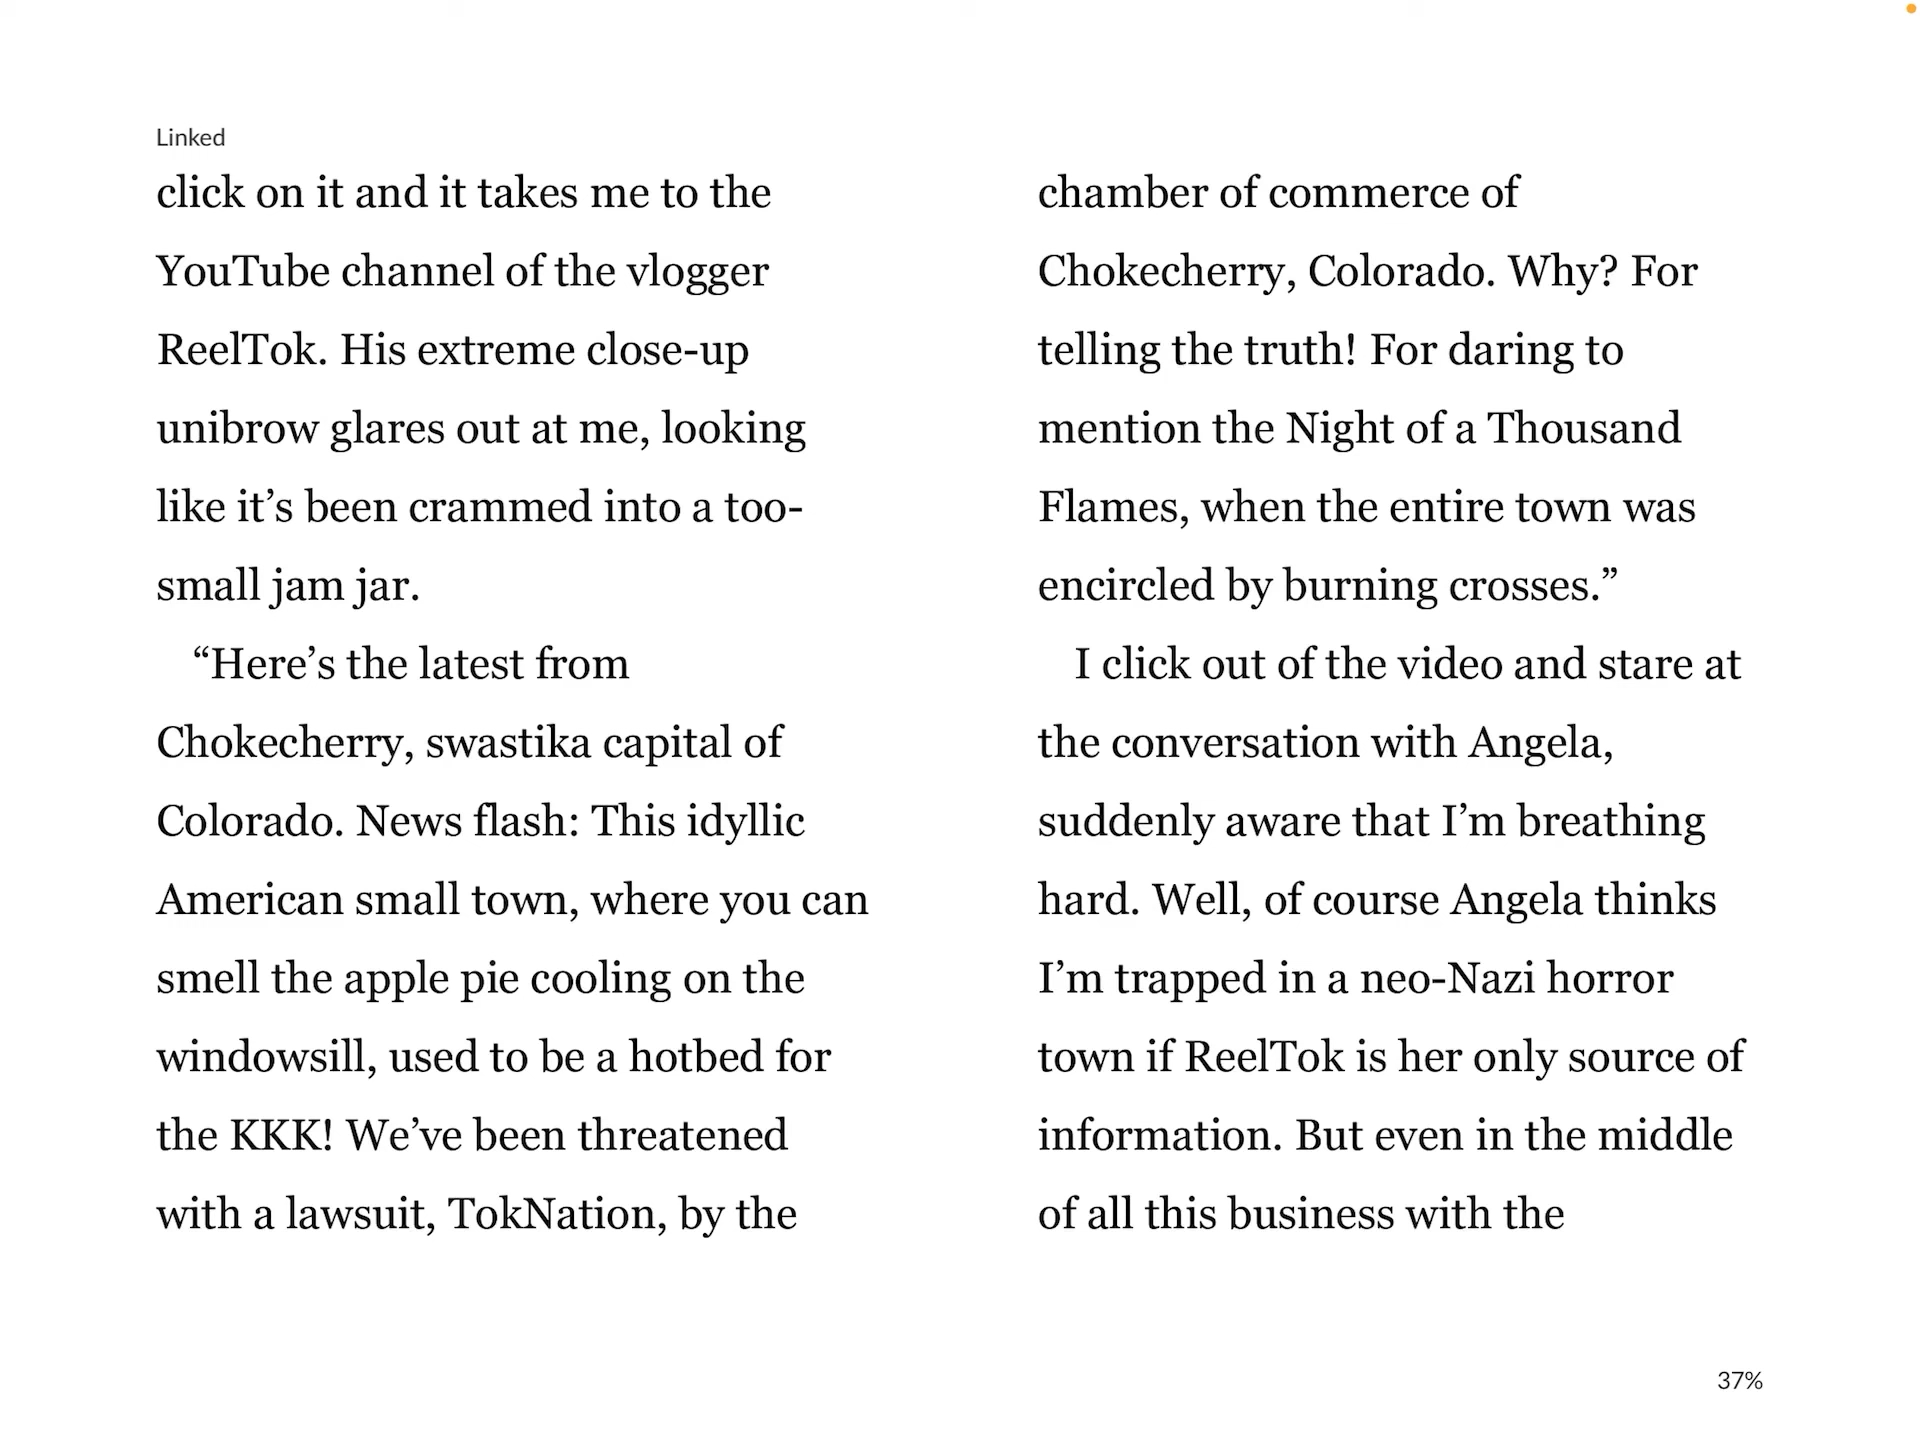 Linked
click on it and it takes me to the
YouTube channel of the vlogger
ReelTok. His extreme close-up
unibrow glares out at me, looking
like it’s been crammed into a too-
small jam jar.
“Here’s the latest from
Chokecherry, swastika capital of
Colorado. News flash: This idyllic
American small town, where you can
smell the apple pie cooling on the
windowsill, used to be a hotbed for
the KKK! We’ve been threatened
with a lawsuit, TokNation, by the
chamber of commerce of
Chokecherry, Colorado. Why? For
telling the truth! For daring to
mention the Night of a Thousand
Flames, when the entire town was
encircled by burning crosses.”
I click out of the video and stare at
the conversation with Angela,
suddenly aware that I’m breathing
hard. Well, of course Angela thinks
I’m trapped in a neo-Nazi horror
town if ReelTok is her only source of
information. But even in the middle
of all this business with the
37%